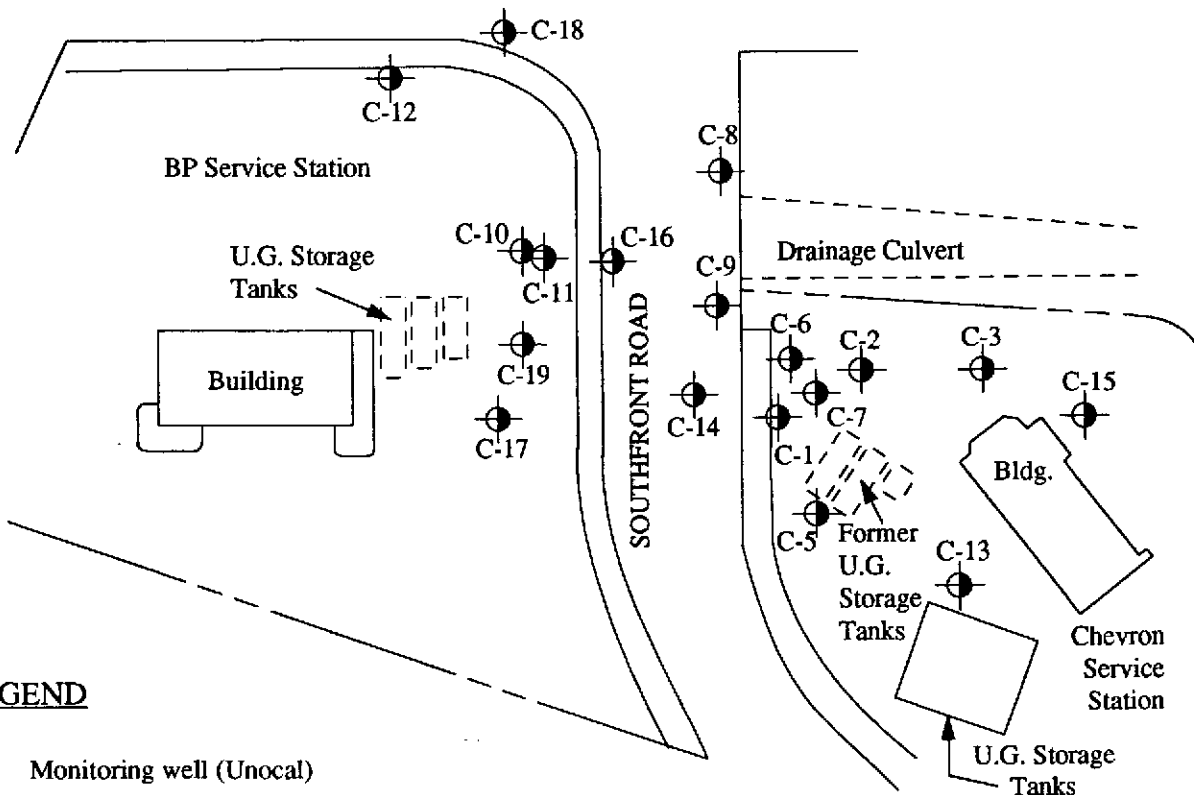 C-18
C-12
C-8
BP Service Station
C-10
C-16
U.G. Storage
Tanks
C-11
Drainage Culvert
C-9
C-6
C-2
C-3
C-19
Building
SOUTHFRONT ROAD
C-15
C-14
C-7
C-17
C-1
Bldg.
C-5
Former
U.G.
Storage
Tanks
C-13
Chevron
Service
Station
GEND
U.G. Storage
Tanks
Monitoring well (Unocal)